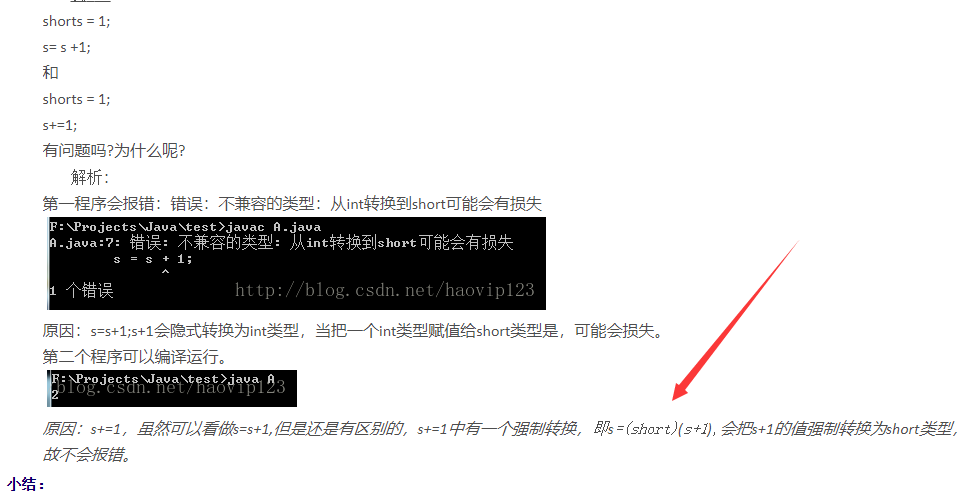 shorts = 1;
s= s +1;
和
shorts = 1;
s+=1;
有问题吗?为什么呢?
解析：
第一程序会报错：错误：不兼容的类型：从int转换到short可能会有损失
F:\Projects\Java\test>javac A.java
A.java:7: 错误: 不兼容的类型: 从int转换到short可能会有损失
s = s + 1;
^
1 个错误
http://blog.csdn.net/haovip123
原因：s=s+1;s+1会隐式转换为int类型，当把一个int类型赋值给short类型是，可能会损失。
第二个程序可以编译运行。
F:\Projects\Java\test>java A
blog.csdn.net/haovip123
2
原因：s+=1，虽然可以看做s=s+1,但是还是有区别的，s+=1中有一个强制转换，即s=(short)(s+1), 会把s+1的值强制转换为short类型，
故不会报错。
小结：